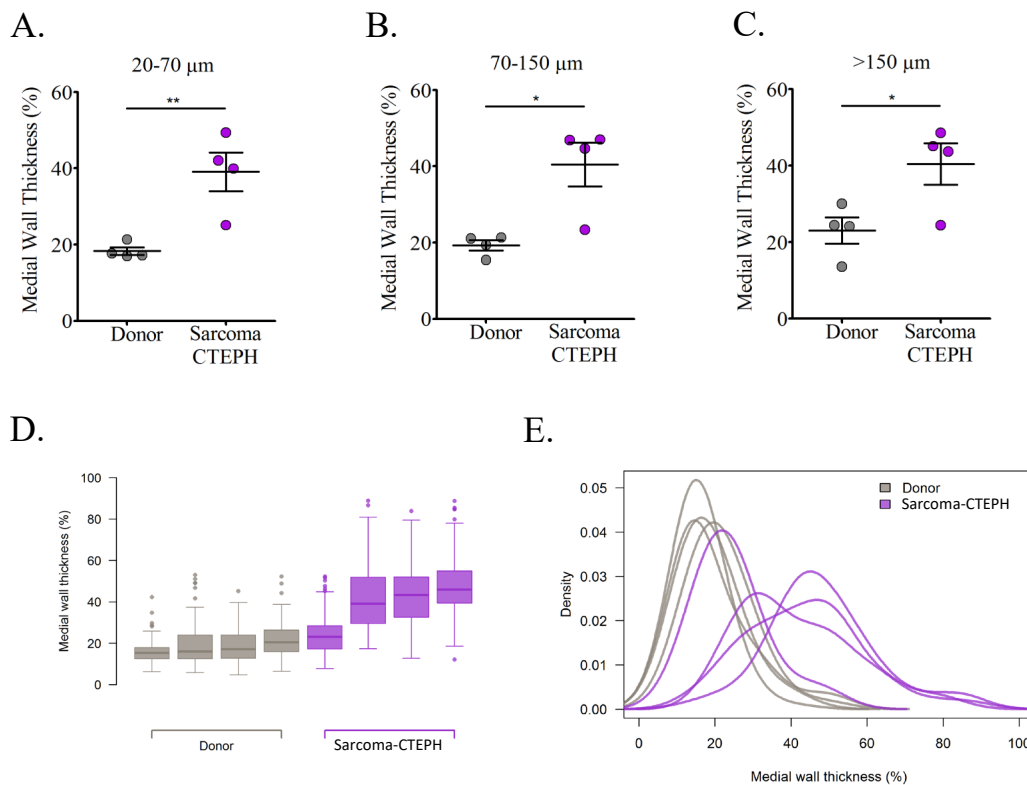 A.
20-70 µm
Medial Wall Thickness (%)
60
40
20
0
**
Donor
Sarcoma
CTEPH
B.
70-150 µm
Medial Wall Thickness (%)
60
40
20
0
*
Donor
Sarcoma
CTEPH
C.
>150 µm
Medial Wall Thickness (%)
60
40
20
0
*
Donor
Sarcoma
CTEPH
D.
Medial wall thickness (%)
100
80
60
40
20
0
Donor
Sarcoma-CTEPH
E.
Density
0.05
0.04
0.03
0.02
0.01
0.00
Donor
Sarcoma-CTEPH
0 20 40 60 80 100
Medial wall thickness (%)